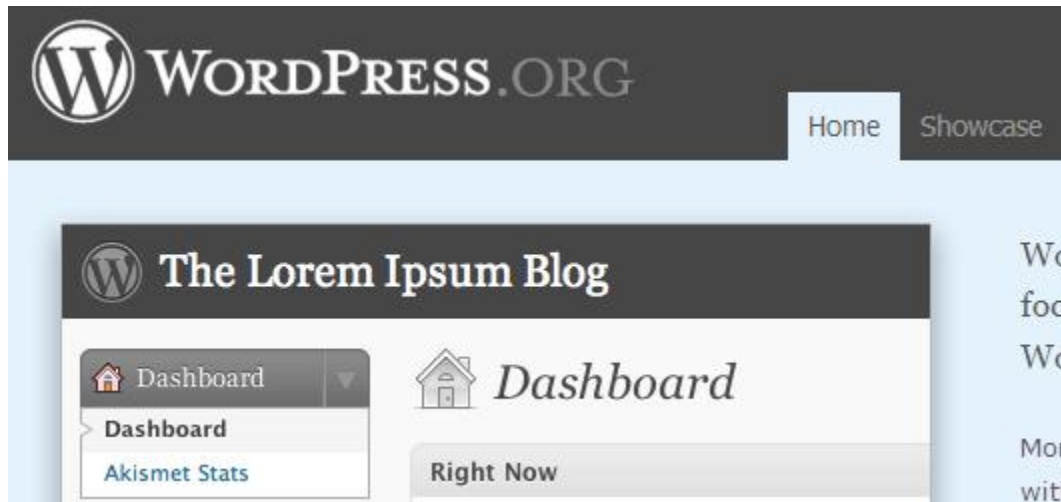 WORDPRESS.ORG
Home Showcase
The Lorem Ipsum Blog
Dashboard
Dashboard
Akismet Stats
Dashboard
Right Now